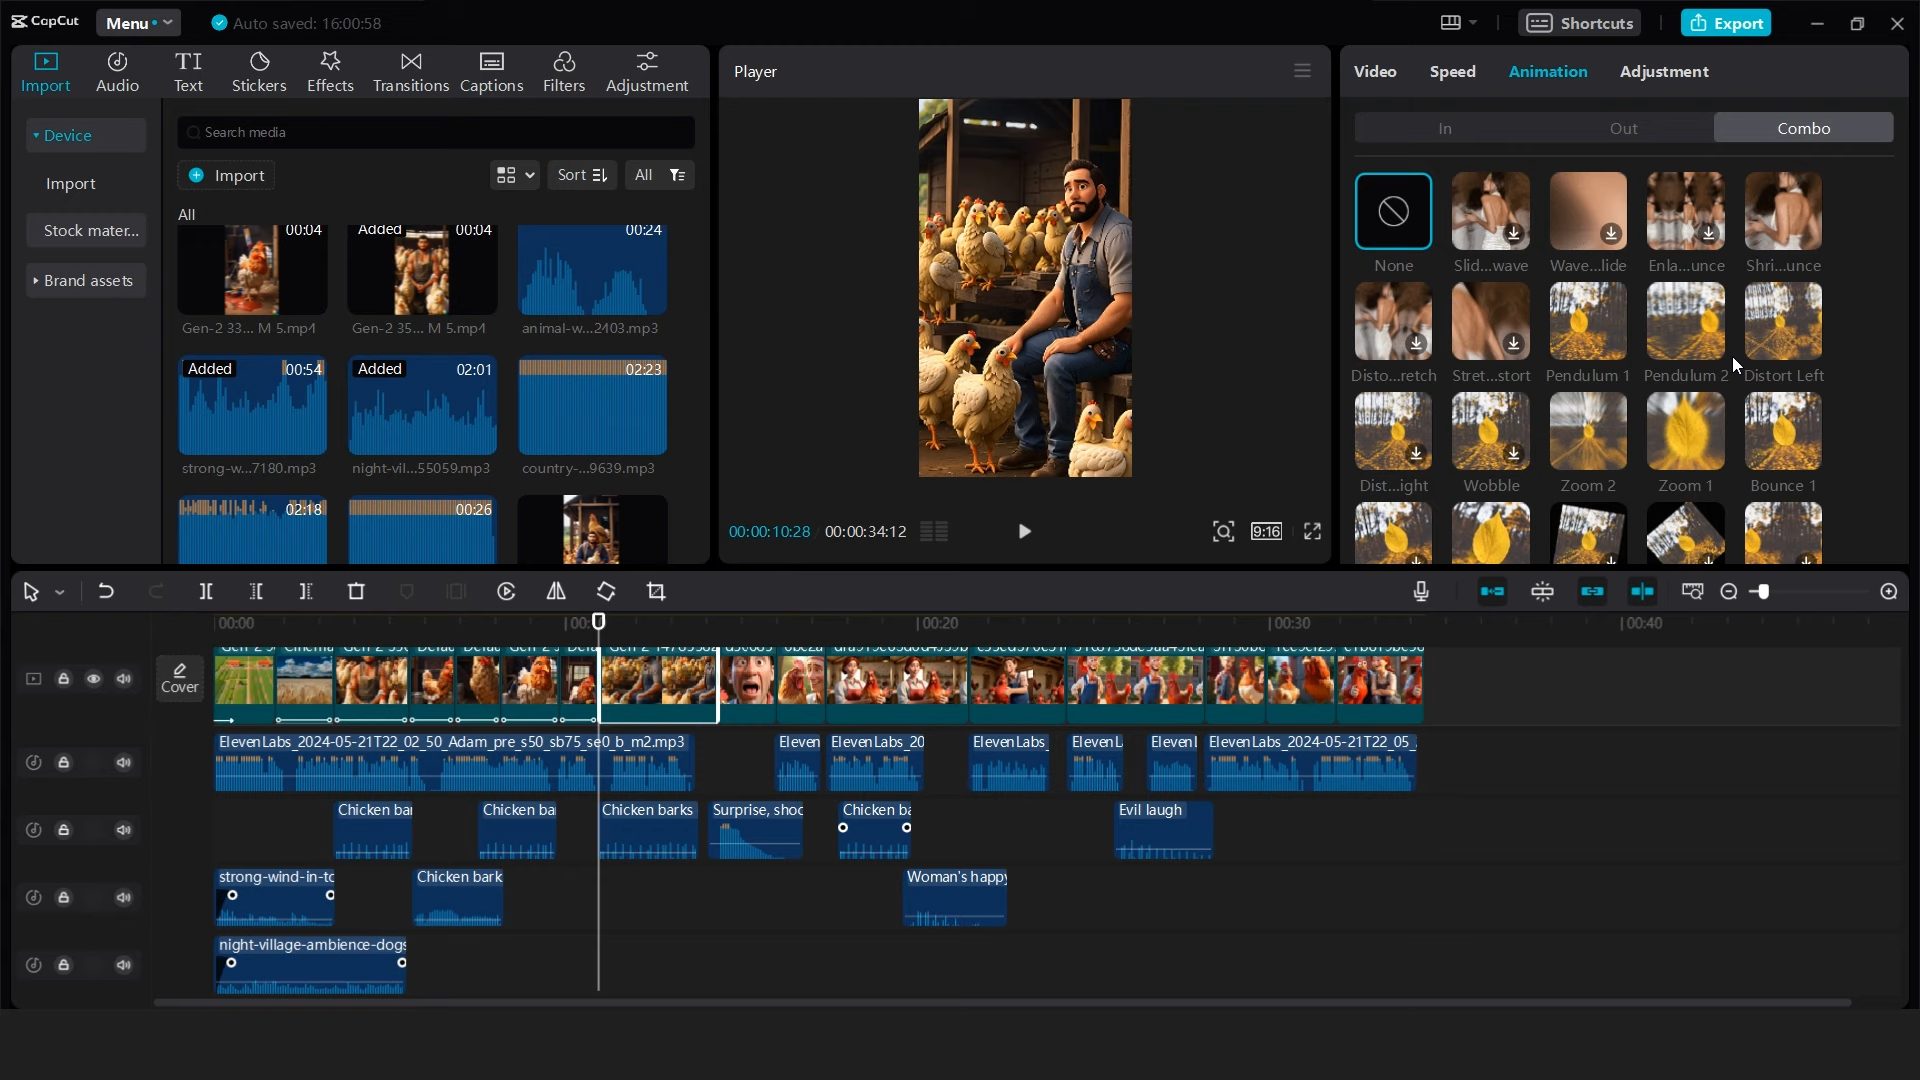 CapCut
Menu
Auto saved: 16:00:58
Shortcuts
Export
Import
Audio
Text
Stickers
Effects
Transitions
Captions
Filters
Adjustment
Device
Import
Stock mater...
Brand assets
Search media
Import
Sort
All
All
00:04
Added
00:04
00:24
Gen-2 33... M 5.mp4
Gen-2 35... M 5.mp4
animal-w...2403.mp3
Added
00:54
Added
02:01
02:23
strong-w...7180.mp3
night-vil...55059.mp3
country-...9639.mp3
02:18
00:26
Player
00:00:10:28
00:00:34:12
9:16
Video
Speed
Animation
Adjustment
In
Out
Combo
None
Slid...wave
Wave...lide
Enla...unce
Shri...unce
Disto...retch
Stret...stort
Pendulum 1
Pendulum 2
Distort Left
Dist...ight
Wobble
Zoom 2
Zoom 1
Bounce 1
00:00
00:20
00:30
00:40
Cover
ElevenLabs_2024-05-21T22_02_50_Adam_pre_s50_sb75_se0_b_m2.mp3
Eleven
ElevenLabs_20
ElevenLabs_
ElevenL
Elevenl
ElevenLabs_2024-05-21T22_05_
Chicken bar
Chicken ba
Chicken barks
Surprise, shoc
Chicken ba
Evil laugh
strong-wind-in-to
Chicken bark
Woman's happy
night-village-ambience-dogs